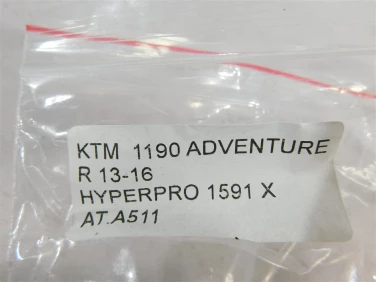 KTM 1190 ADVENTURE
R 13-16
HYPERPRO 1591 X
AT.A511